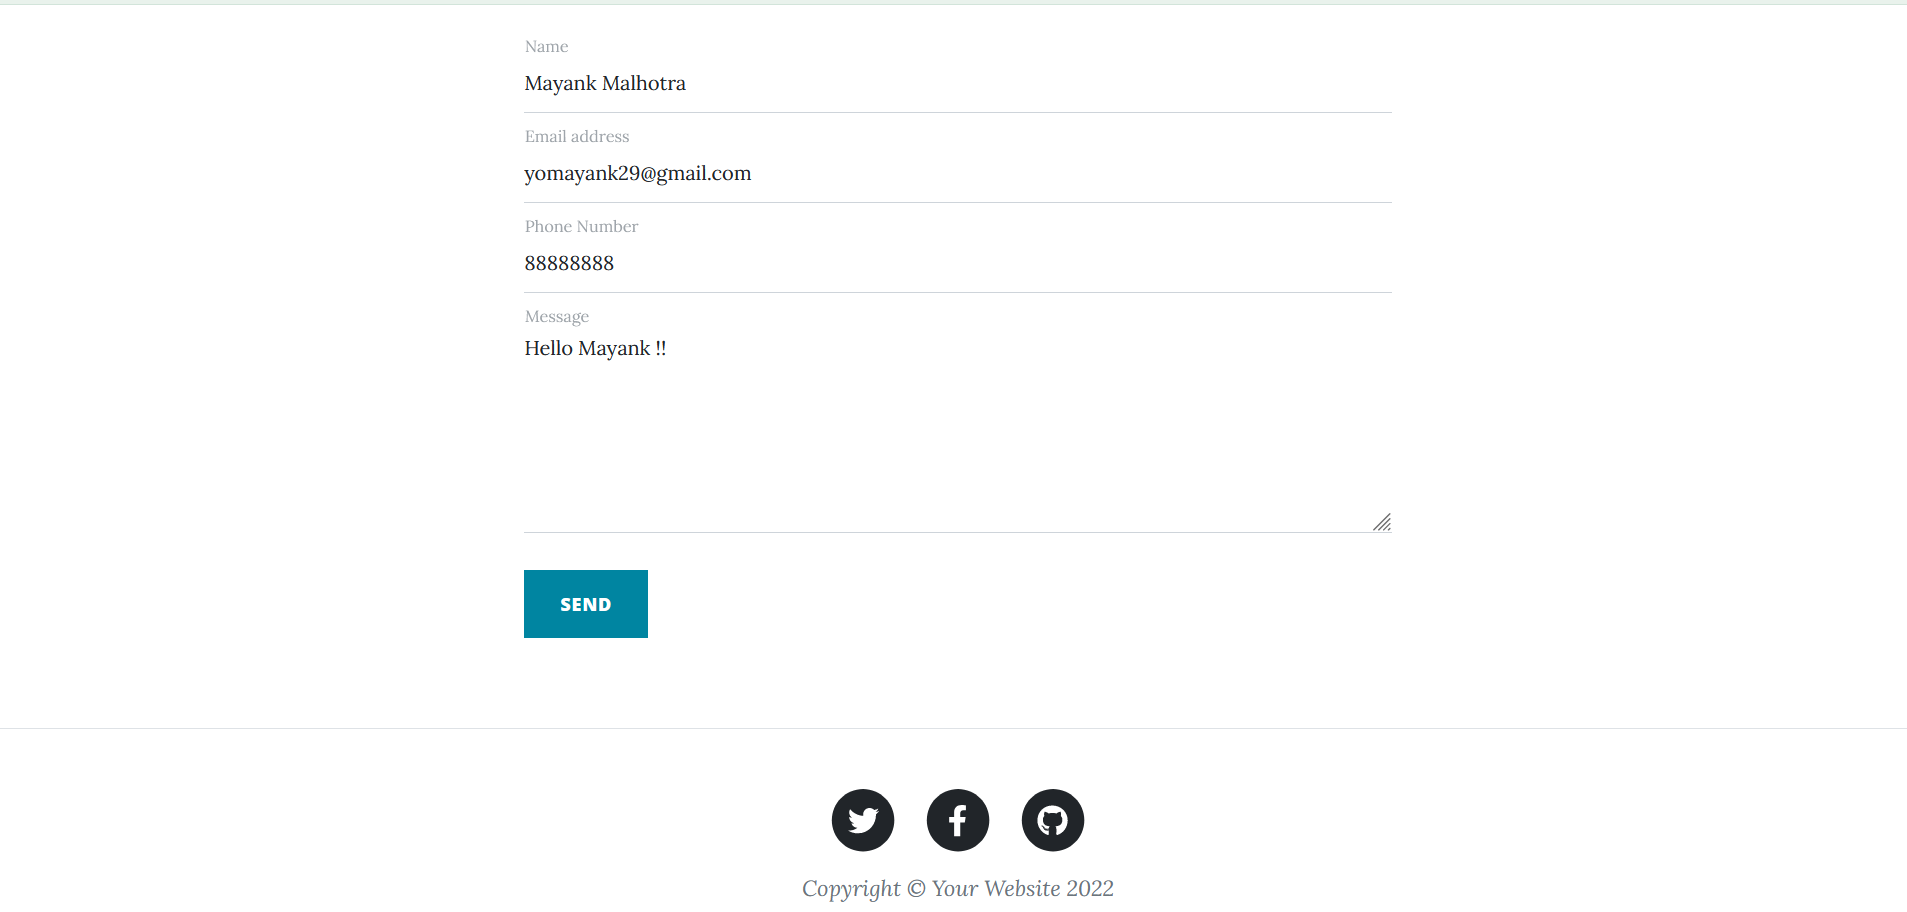 Name
Mayank Malhotra
Email address
yomayank29@gmail.com
Phone Number
88888888
Message
Hello Mayank !!
SEND
Copyright © Your Website 2022